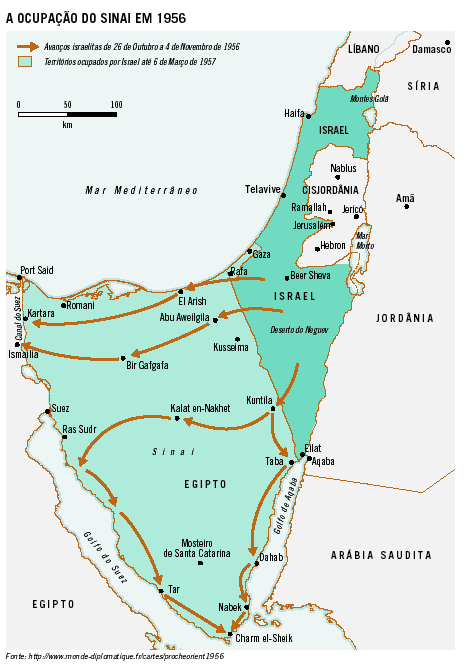 A OCUPAÇÃO DO SINAI EM 1956
Avanços israelitas de 26 de Outubro a 4 de Novembro de 1956
Territórios ocupados por Israel até 6 de Março de 1957
0 50 100
km
LÍBANO
Damasco
SÍRIA
Montes Golã
Haifa
ISRAEL
Mar Mediterrâneo
Nablus
CISJORDÂNIA
Telavive
Ramallah
Jericó
Amã
Jerusalém
Hebron
Mar
Morto
Gaza
Rafa
Beer Sheva
Port Said
El Arish
ISRAEL
Romani
Canal do Suez
Kartara
Abu Aweilgila
JORDÂNIA
Deserto do Neguev
Ismailia
Kusseima
Bir Gafgafa
Suez
Kalat en-Nakhet
Kuntila
Ras Sudr
Sinai
Eilat
Taba
Aqaba
EGIPTO
Golfo de Aqaba
Golfo do Suez
Mosteiro
de Santa Catarina
Dahab
ARÁBIA SAUDITA
Tar
EGIPTO
Nabek
Charm el-Sheik
Fonte: http://www.monde-diplomatique.fr/cartes/procheorient1956